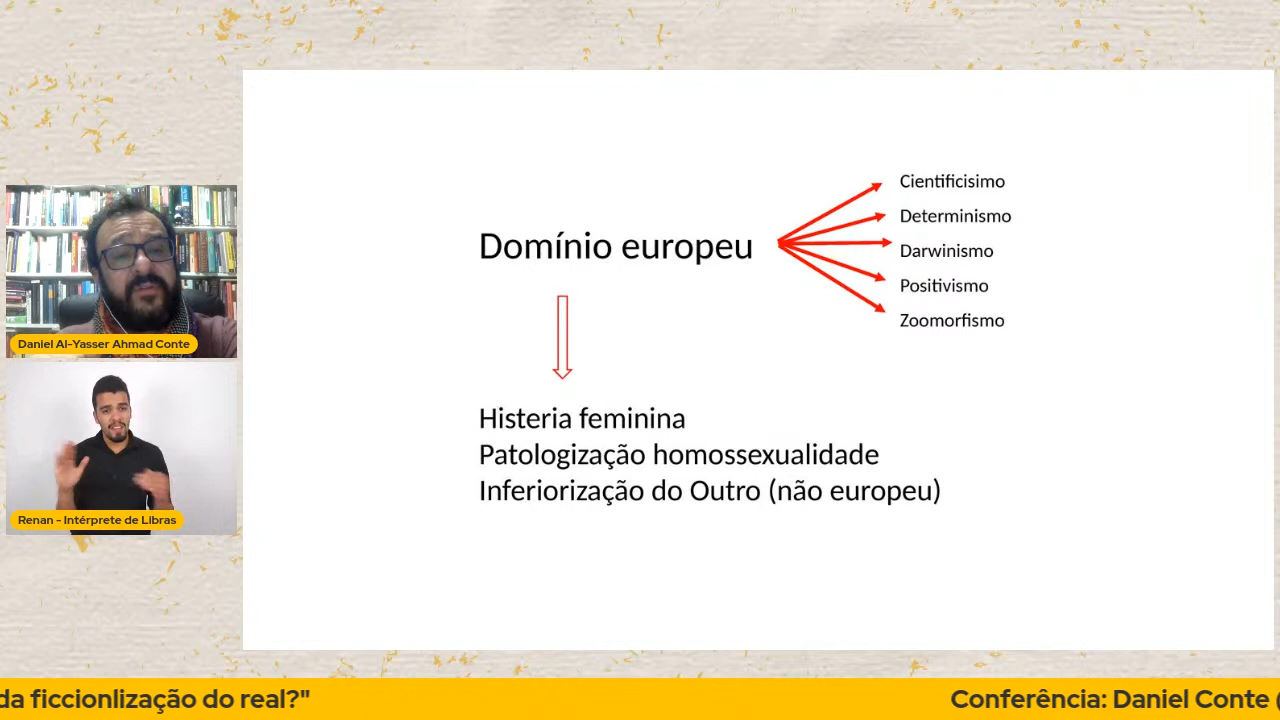 Domínio europeu
Cientificisimo
Determinismo
Darwinismo
Positivismo
Zoomorfismo
Histeria feminina
Patologização homossexualidade
Inferiorização do Outro (não europeu)
Daniel Al-Yasser Ahmad Conte
Renan - Intérprete de Libras
da ficcionlização do real?"
Conferência: Daniel Conte (